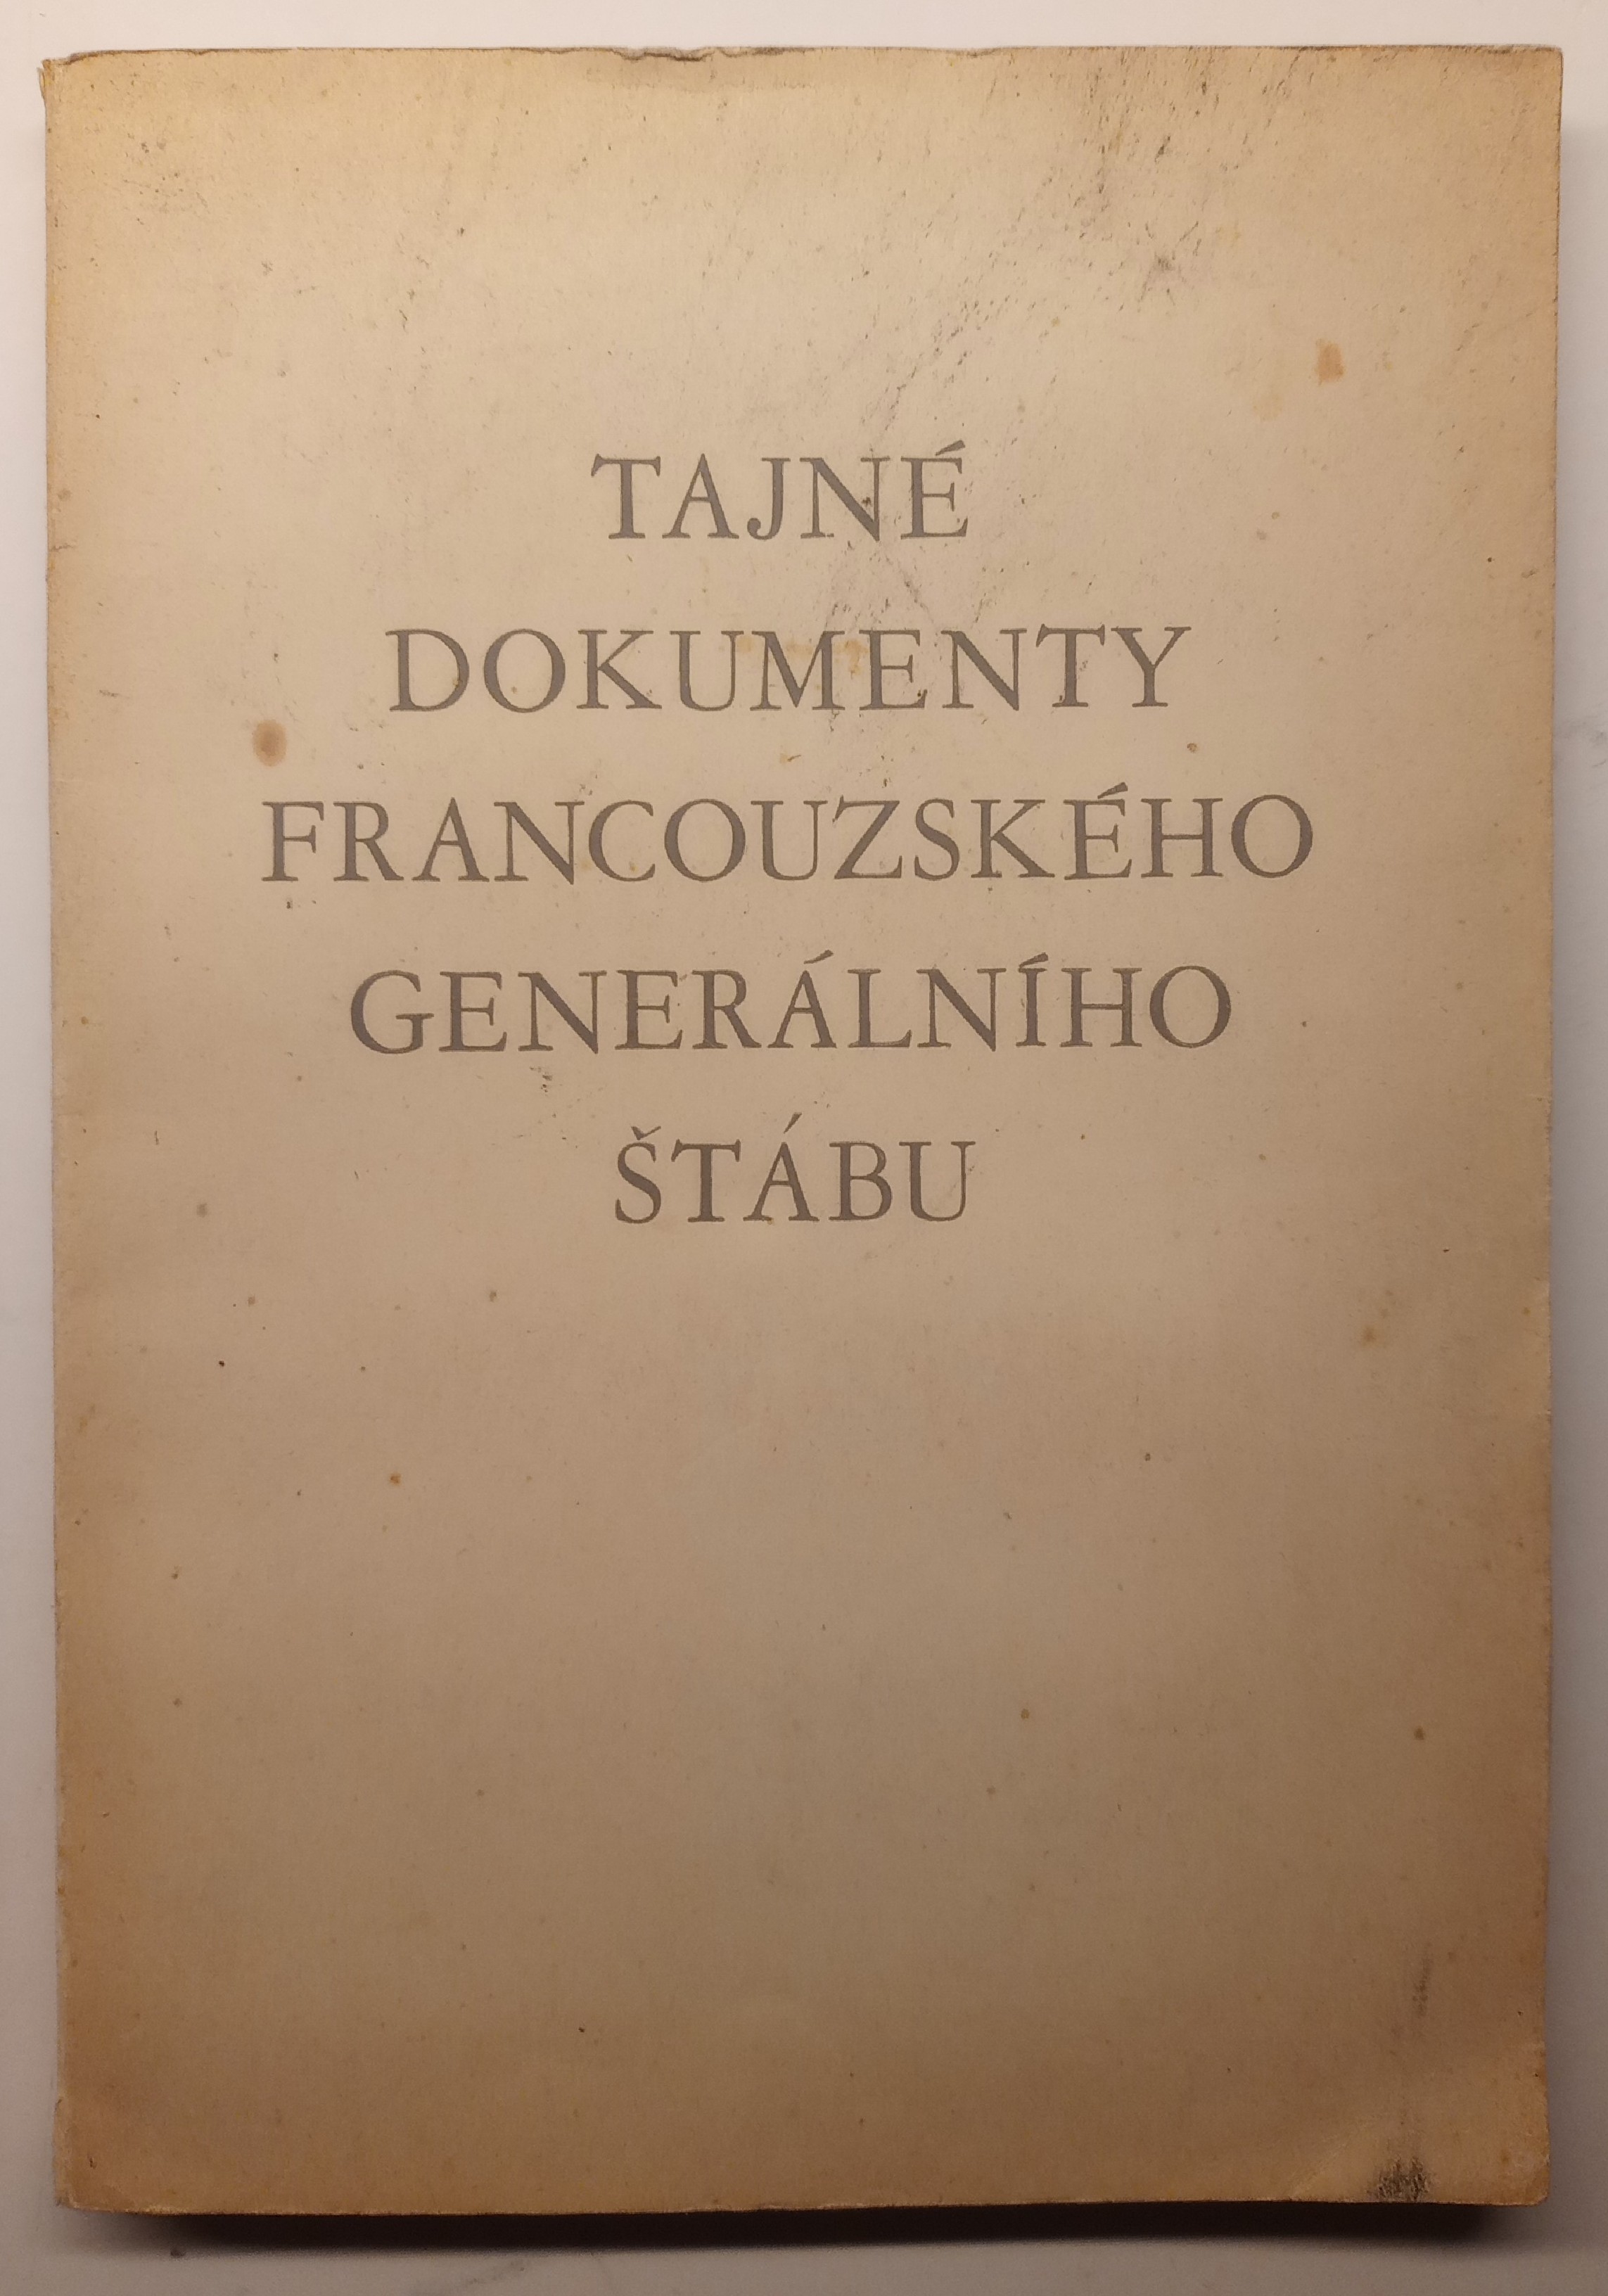 TAJNÉ
DOKUMENTY
FRANCOUZSKÉHO
GENERÁLNÍHO
ŠTÁBU